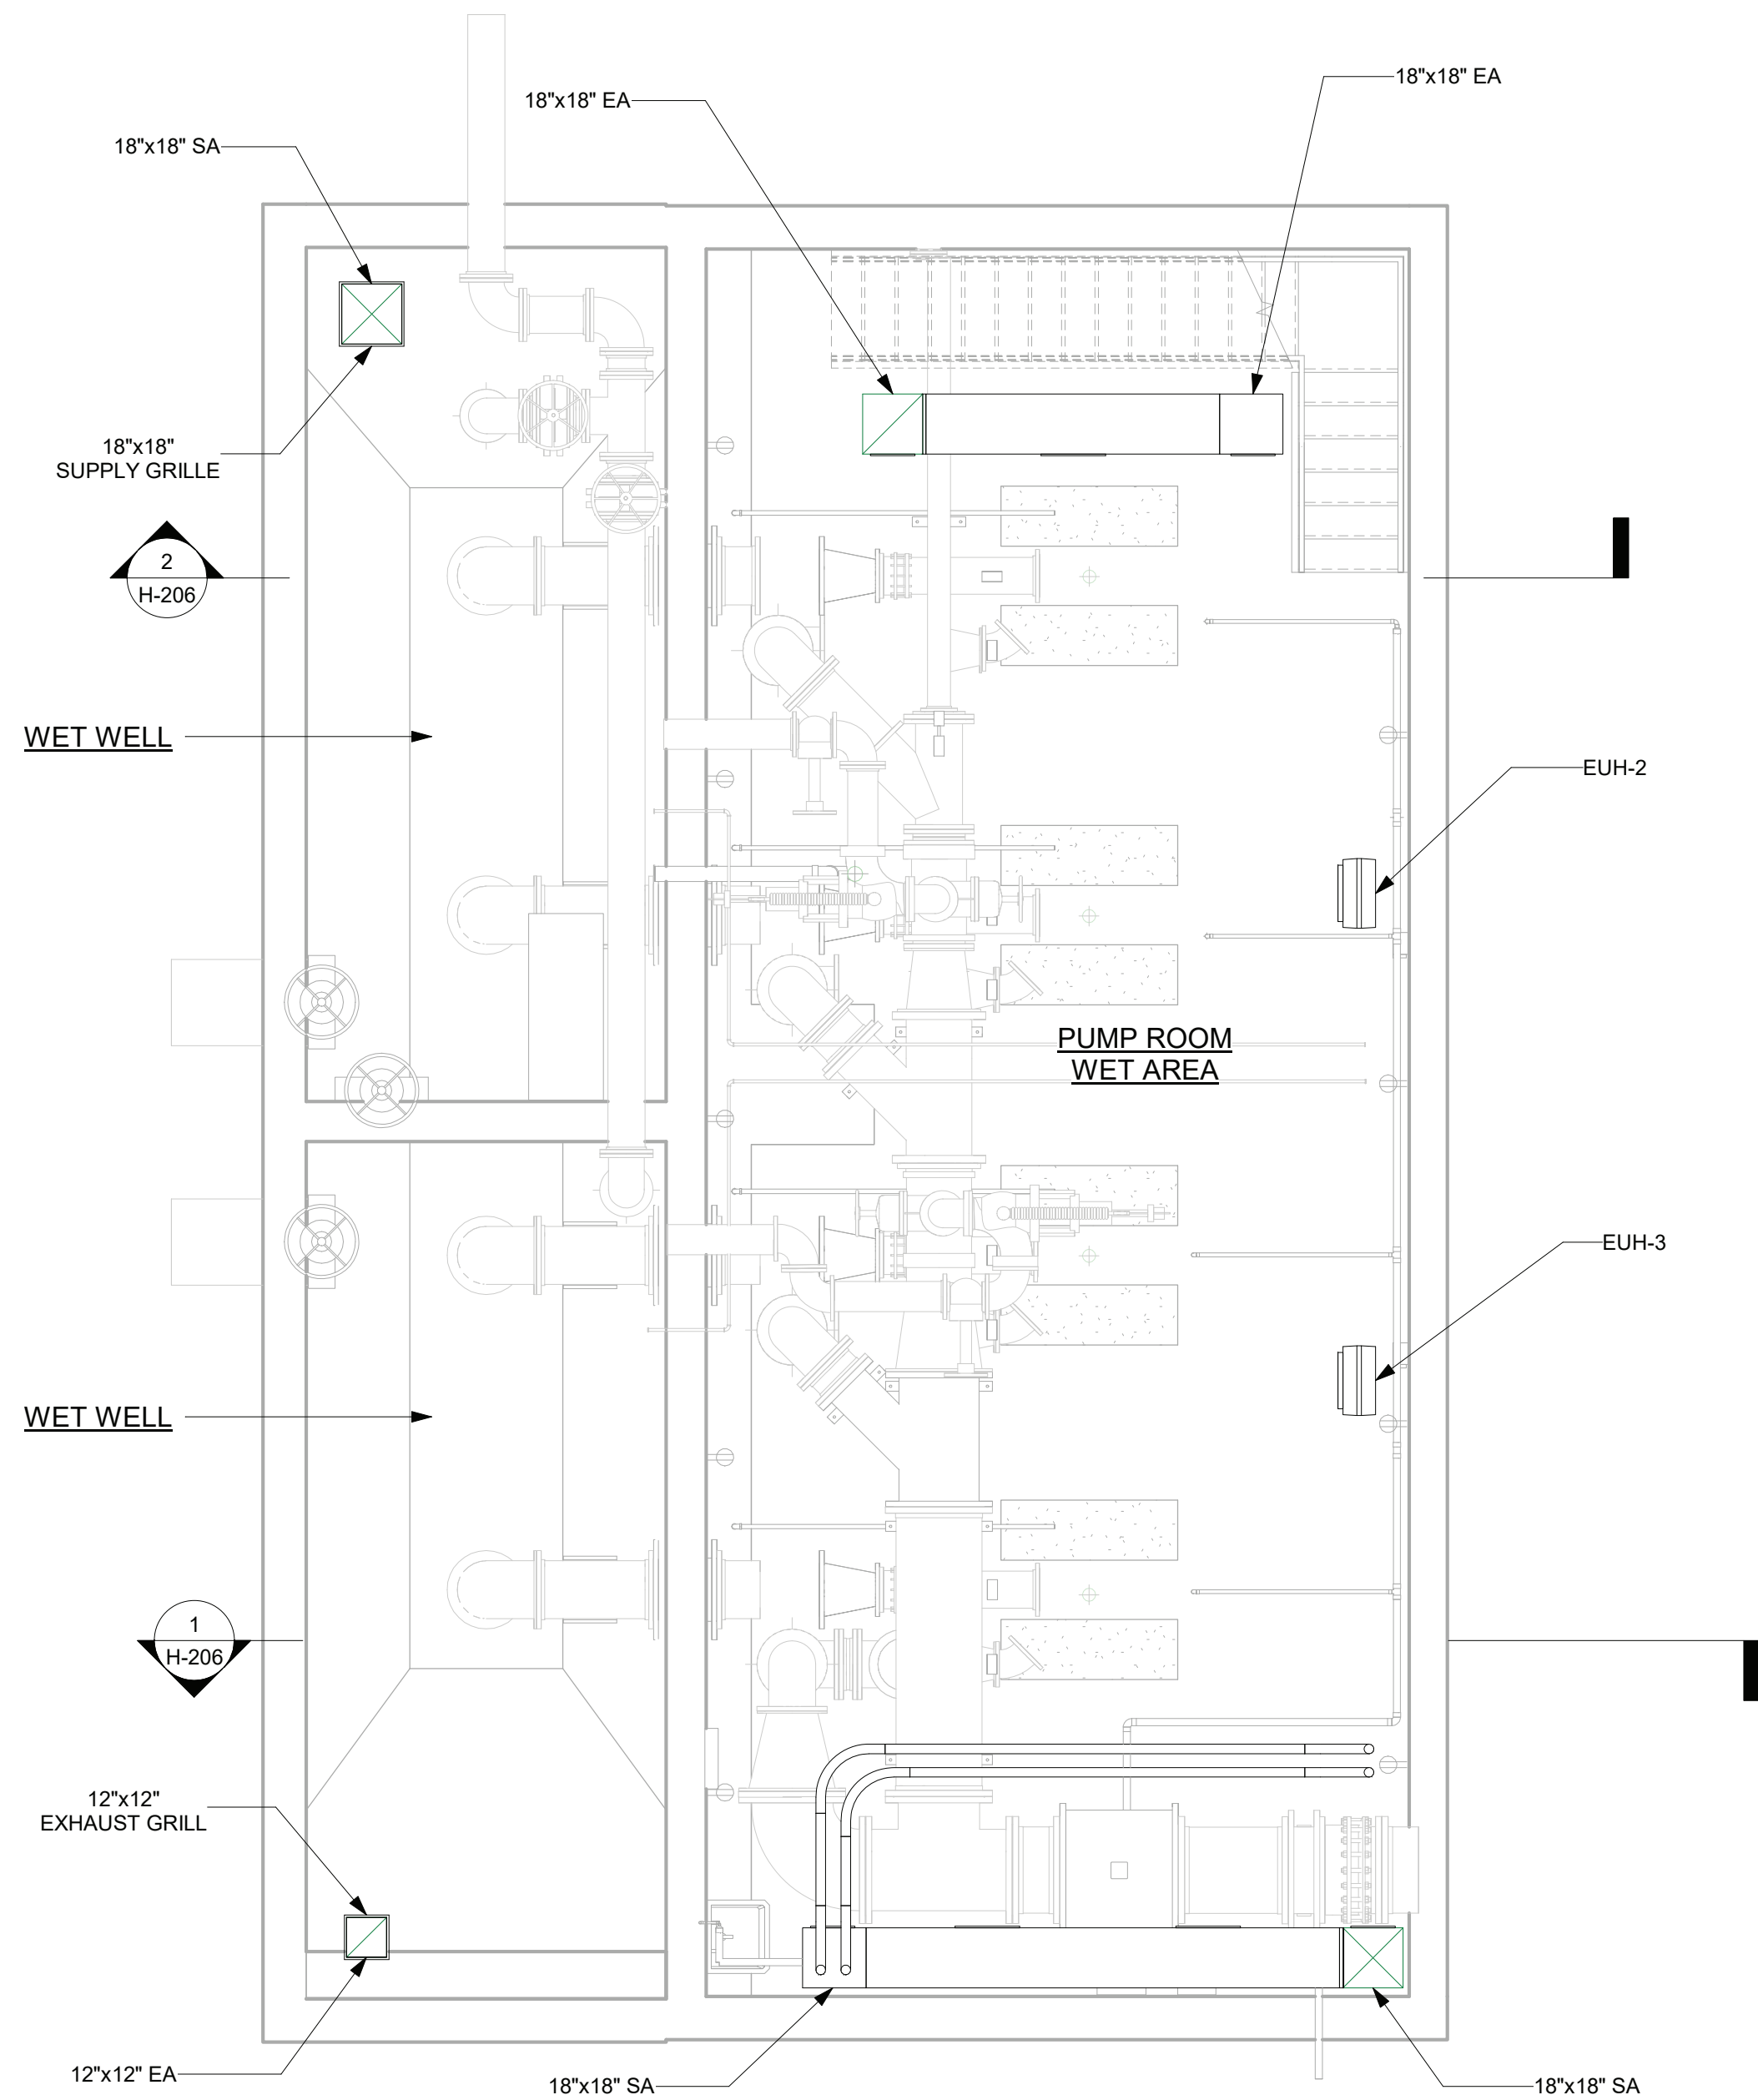 18"x18" EA
18"x18" EA
18"x18" SA
18"x18"
SUPPLY GRILLE
2
H-206
WET WELL
EUH-2
PUMP ROOM
WET AREA
EUH-3
WET WELL
1
H-206
12"x12"
EXHAUST GRILL
12"x12" EA
18"x18" SA
18"x18" SA